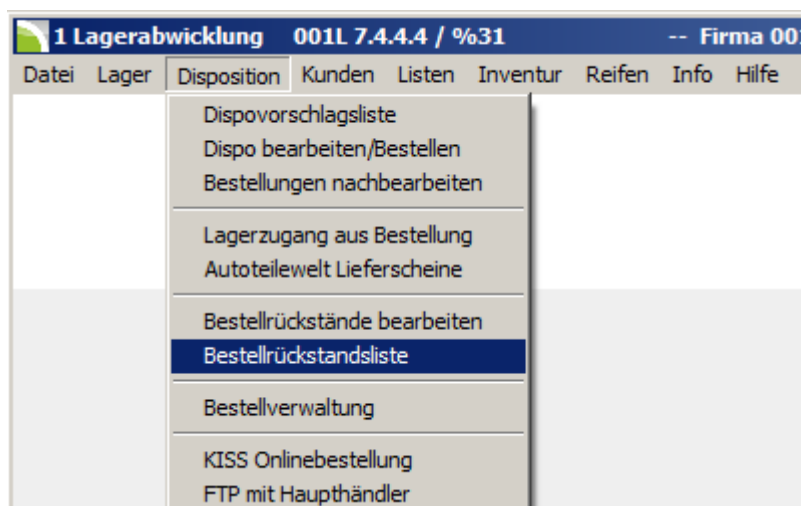 1 Lagerabwicklung 001L 7.4.4.4 / %31 -- Firma 001
Datei Lager Disposition Kunden Listen Inventur Reifen Info Hilfe
Dispovorschlagsliste
Dispo bearbeiten/Bestellen
Bestellungen nachbearbeiten
Lagerzugang aus Bestellung
Autoteilewelt Lieferscheine
Bestellrückstände bearbeiten
Bestellrückstandsliste
Bestellverwaltung
KISS Onlinebestellung
FTP mit Haupthändler